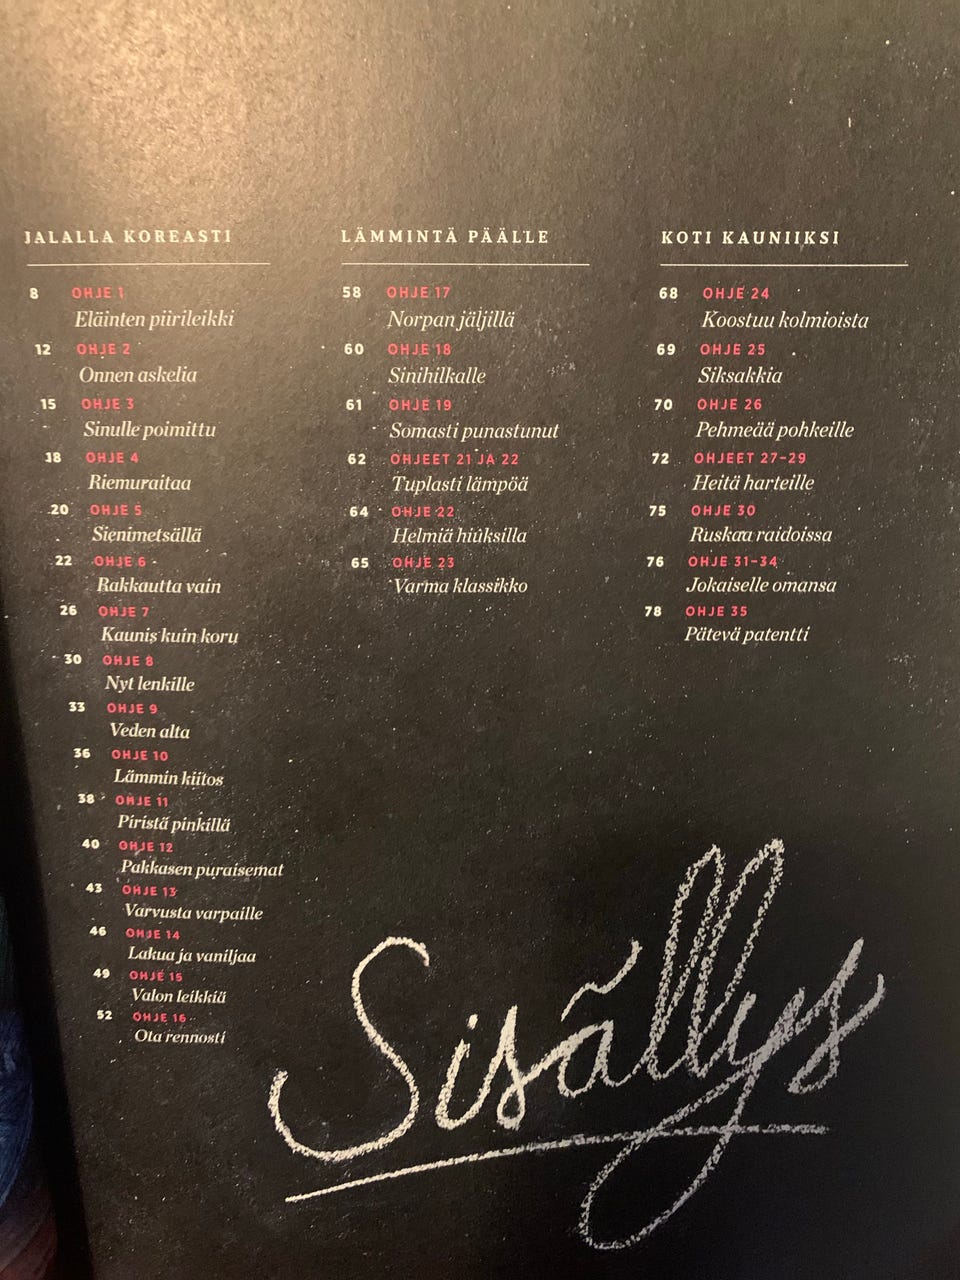 JALALLA KOREASTI
8 OHJE 1
Eläinten piirileikki
12 OHJE 2
Onnen askelia
15 OHJE 3
Sinulle poimittu
18 OHJE 4
Riemuraitaa
20 OHJE 5
Sienimetsällä
22 OHJE 6
Rakkautta vain
26 OHJE 7
Kaunis kuin koru
30 OHJE 8
Nyt lenkille
33 OHJE 9
Veden alta
36 OHJE 10
Lämmin kiitos
38 OHJE 11
Piristä pinkillä
40 OHJE 12
Pakkasen puraisemat
43 OHJE 13
Varvusta varpaille
46 OHJE 14
Lakua ja vaniljaa
49 OHJE 15
Valon leikkiä
52 OHJE 16
Ota rennosti
LÄMMINTÄ PÄÄLLE
58 OHJE 17
Norpan jäljillä
60 OHJE 18
Sinihilkalle
61 OHJE 19
Somasti punastunut
62 OHJEET 21 JA 22
Tuplasti lämpöä
64 OHJE 22
Helmiä hiuksilla
65 OHJE 23
Varma klassikko
KOTI KAUNIIKSI
68 OHJE 24
Koostuu kolmioista
69 OHJE 25
Siksakkia
70 OHJE 26
Pehmeää pohkeille
72 OHJEET 27-29
Heitä harteille
75 OHJE 30
Ruskaa raidoissa
76 OHJE 31-34
Jokaiselle omansa
78 OHJE 35
Pätevä patentti
Sisällys